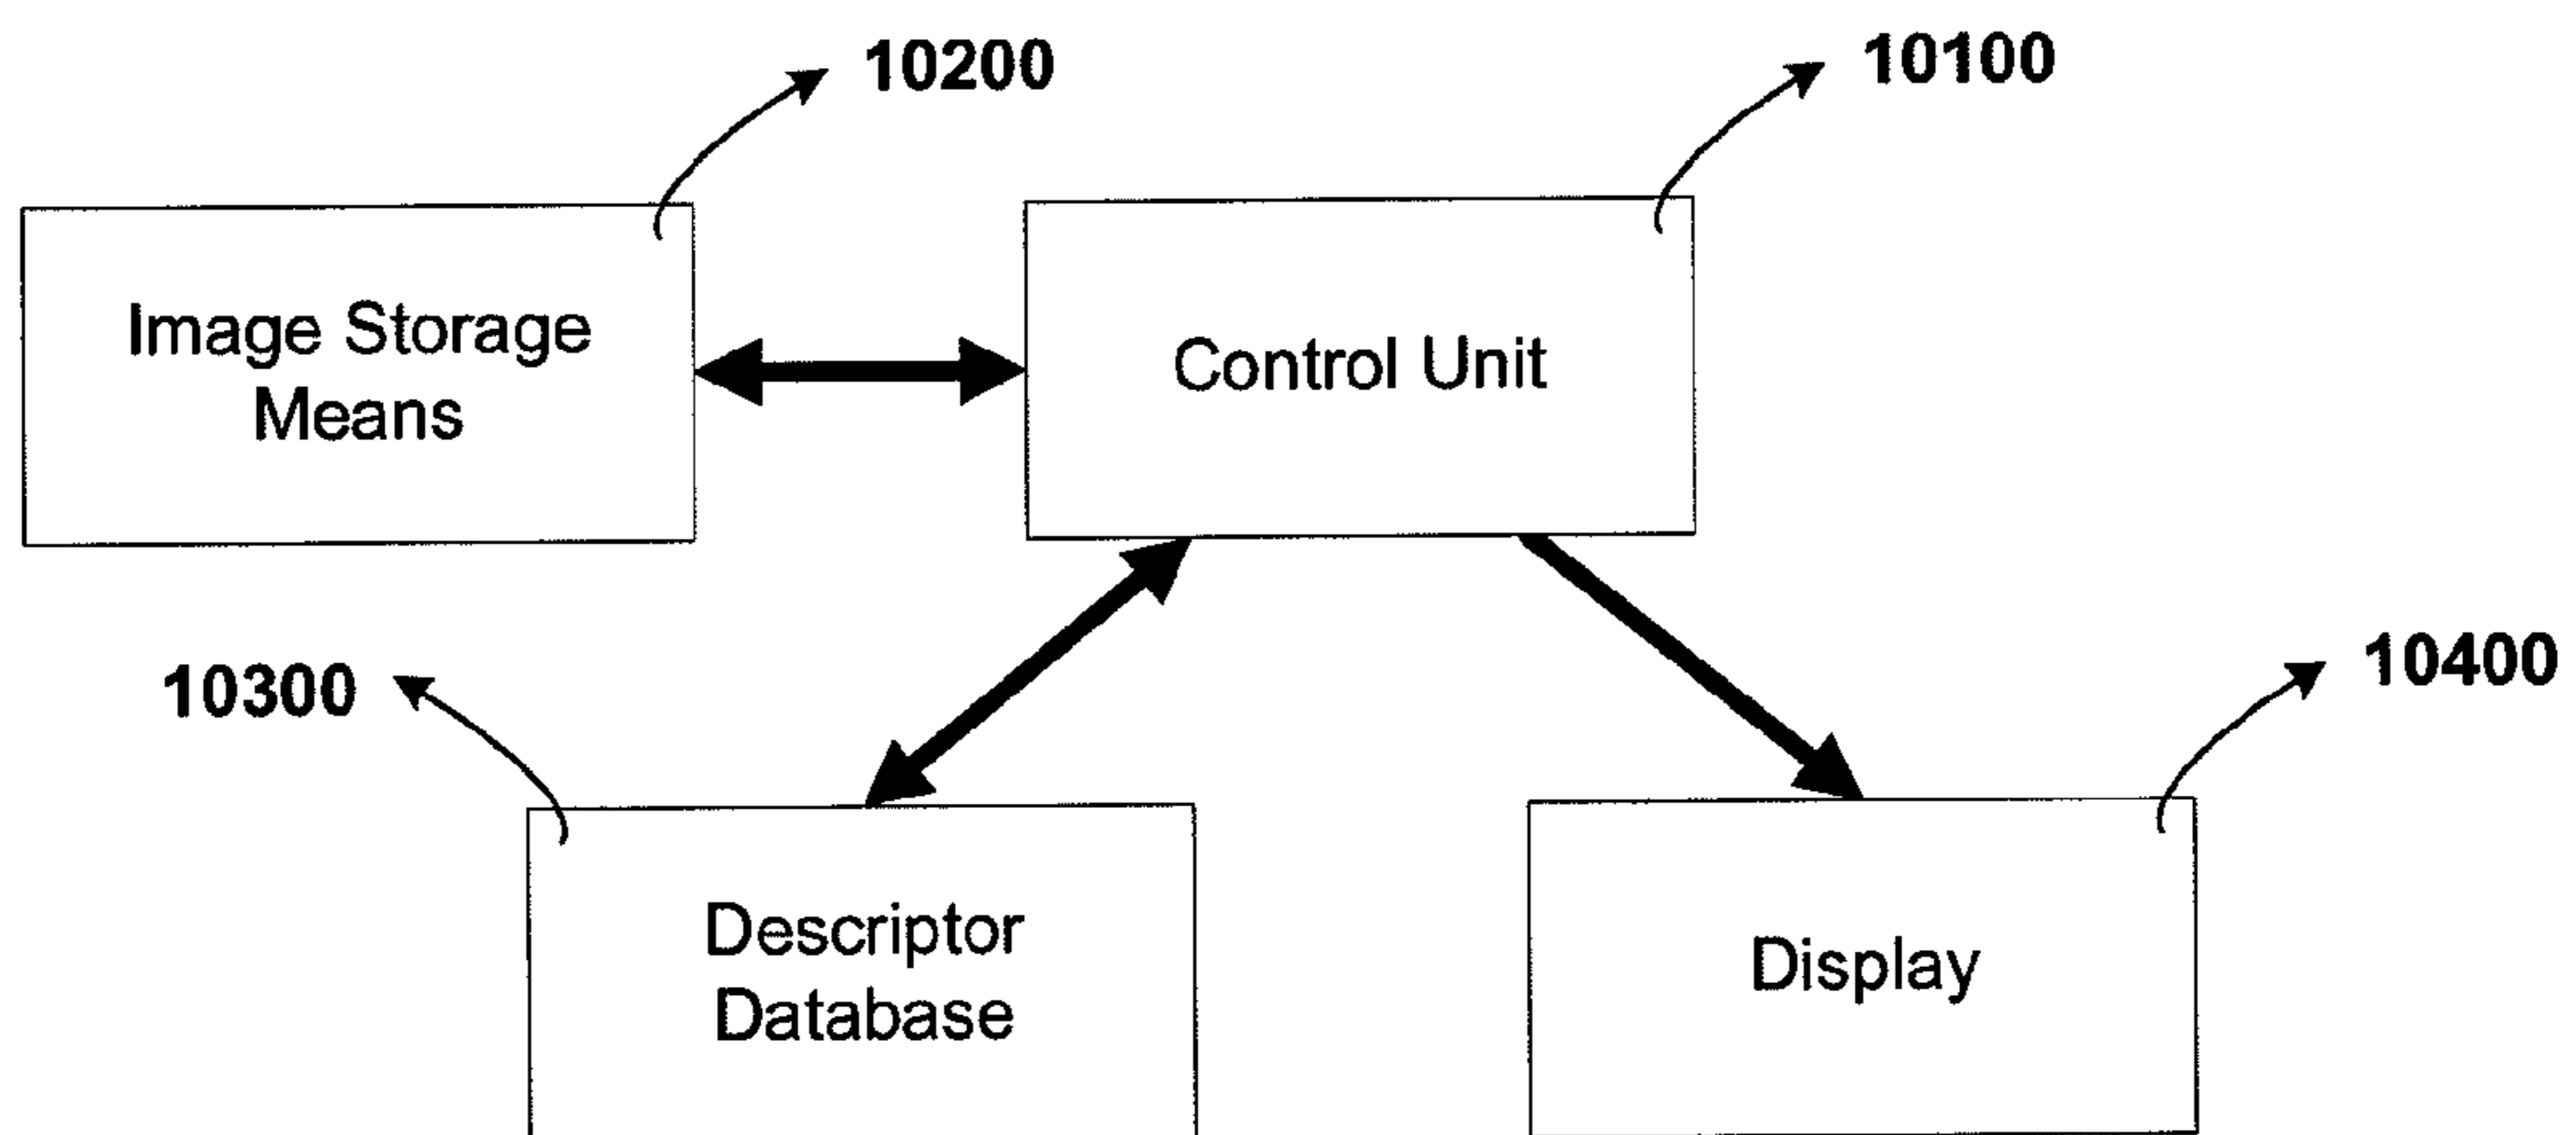 10200
10100
Image Storage
Means
Control Unit
10300
10400
Descriptor
Database
Display